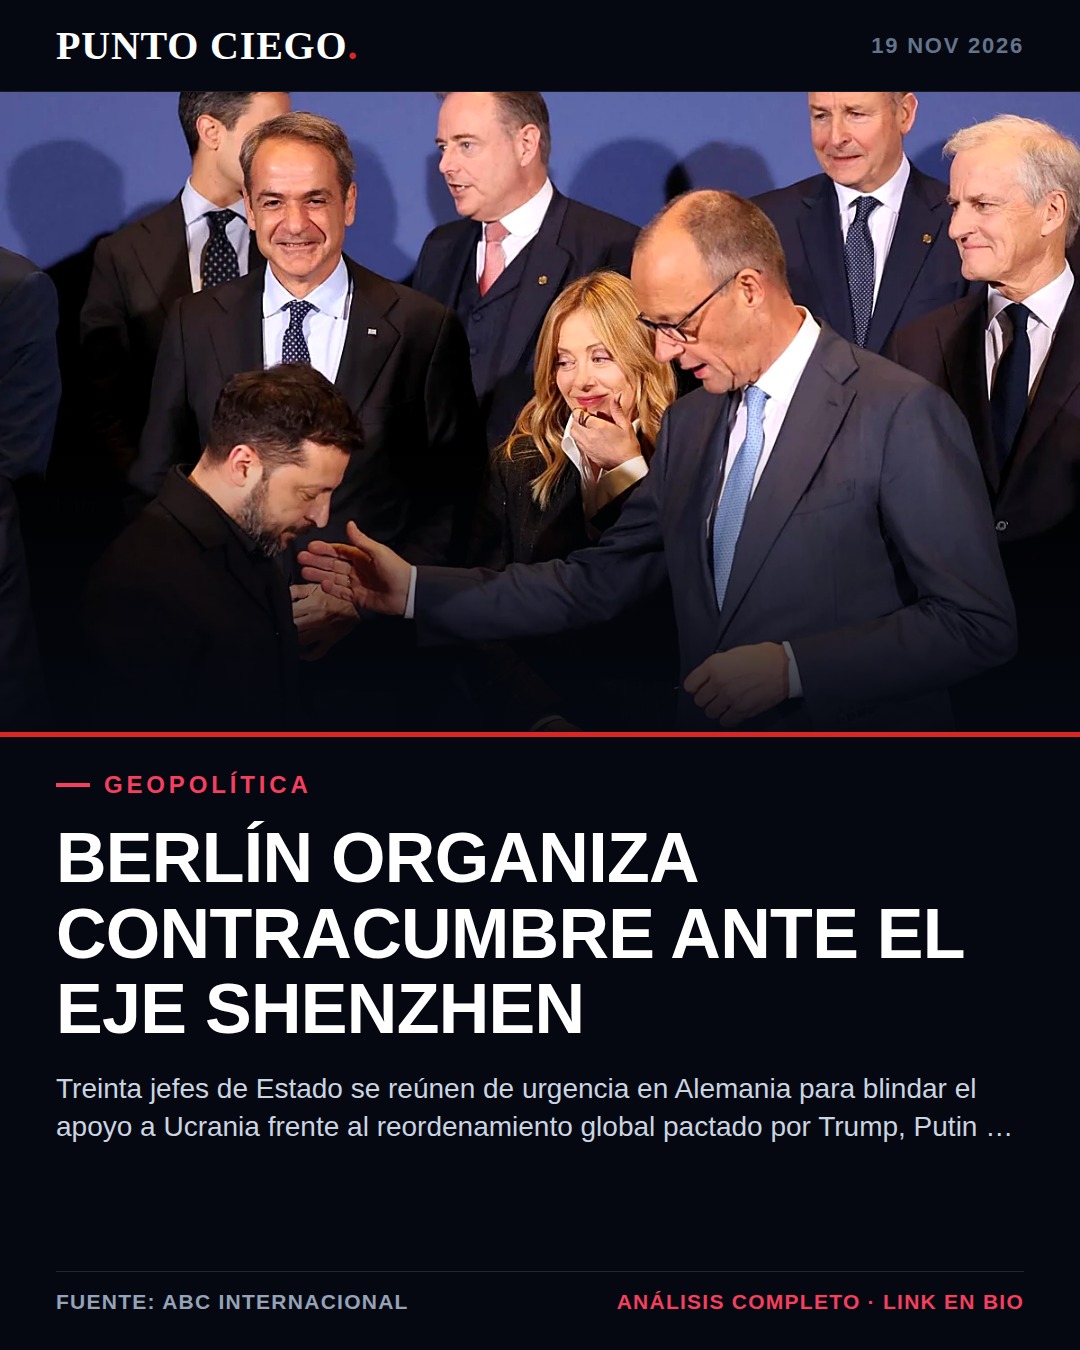 PUNTO CIEGO.
19 NOV 2026
GEOPOLÍTICA
BERLÍN ORGANIZA
CONTRACUMBRE ANTE EL
EJE SHENZHEN
Treinta jefes de Estado se reúnen de urgencia en Alemania para blindar el
apoyo a Ucrania frente al reordenamiento global pactado por Trump, Putin …
FUENTE: ABC INTERNACIONAL
ANÁLISIS COMPLETO · LINK EN BIO